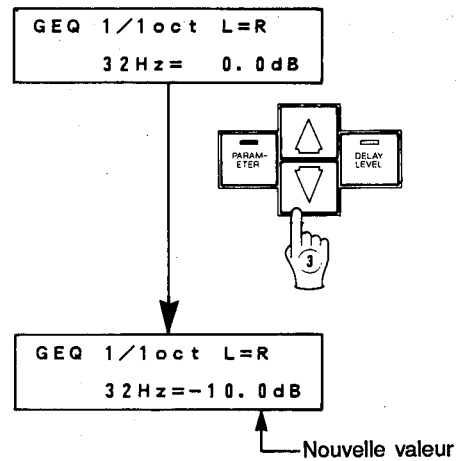 GEQ 1/1oct L=R
32Hz= 0.0dB
PARAM-
ETER
DELAY
LEVEL
3
GEQ 1/1oct L=R
32Hz=-10.0dB
Nouvelle valeur